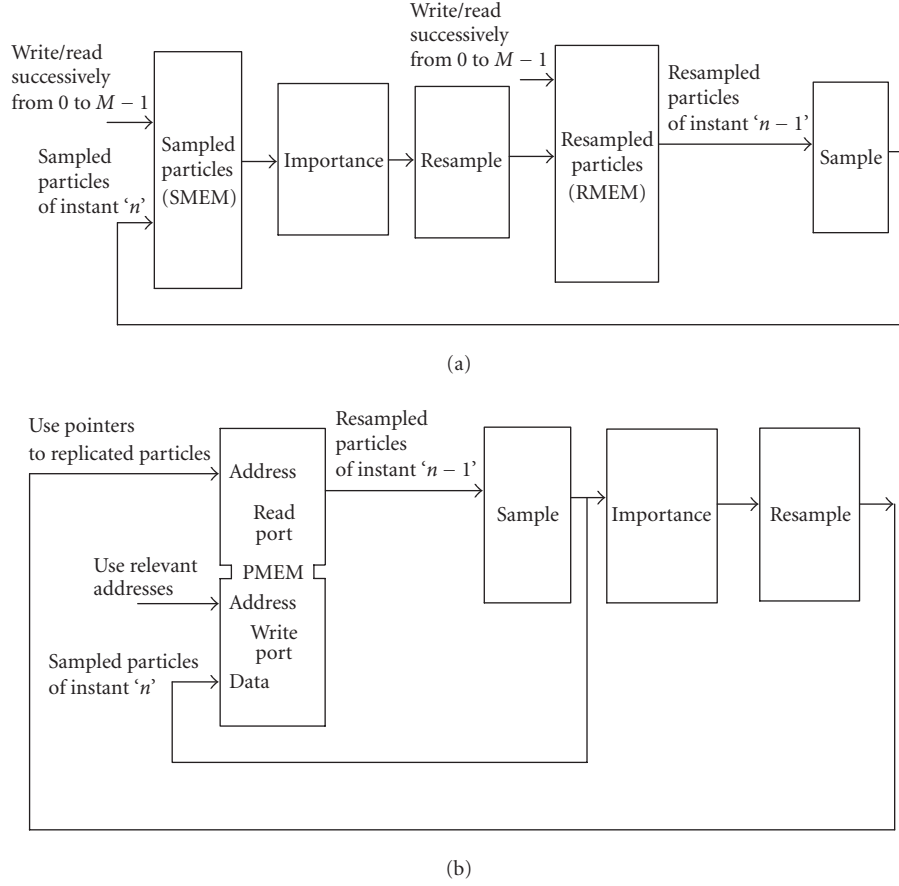 Write/read
successively
from 0 to M − 1
Sampled
particles
of instant ‘n’
Sampled
particles
(SMEM)
Importance
Resample
Write/read
successively
from 0 to M − 1
Resampled
particles
(RMEM)
Resampled
particles
of instant ‘n − 1’
Sample
(a)
Use pointers
to replicated particles
Address
Read
port
PMEM
Use relevant
addresses
Address
Write
port
Sampled particles
of instant ‘n’
Data
Resampled
particles
of instant ‘n − 1’
Sample
Importance
Resample
(b)